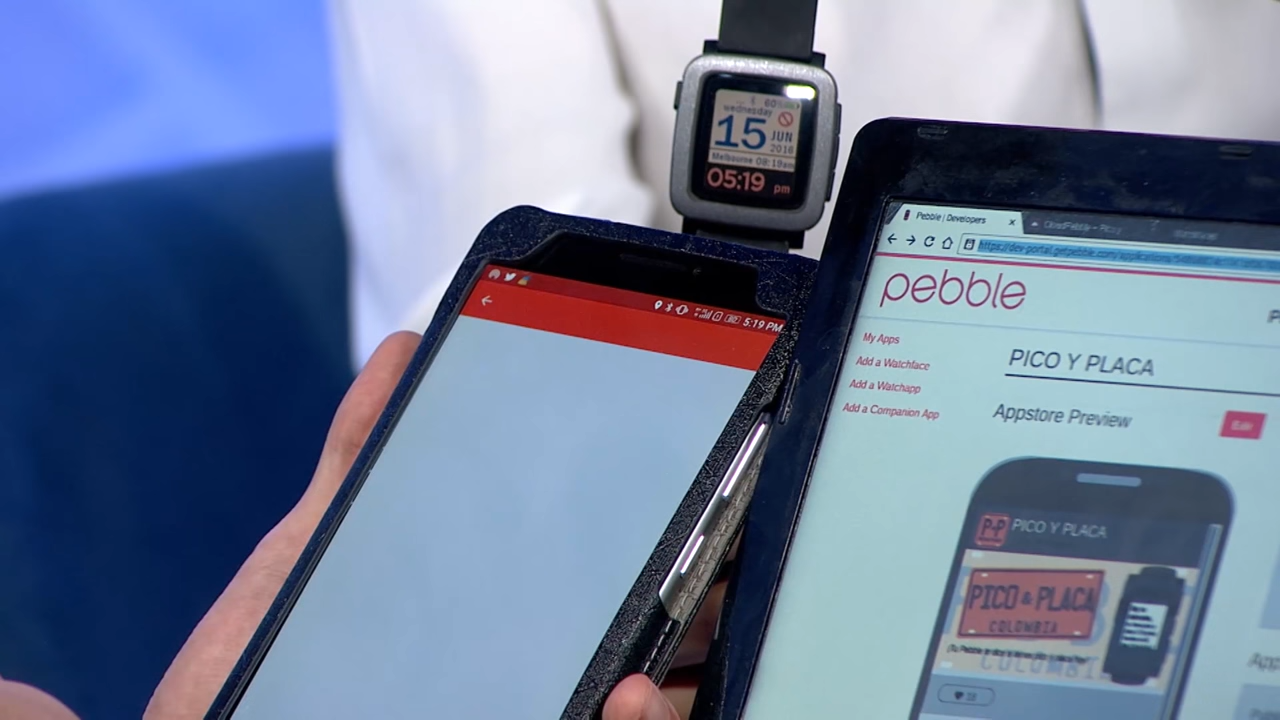 60%
wednesday
15
JUN
2016
Melbourne 08:19am
05:19 pm
5:19 PM
Pebble | Developers
pebble
My Apps
Add a Watchface
Add a Watchapp
Add a Companion App
PICO Y PLACA
Appstore Preview
Edit
P+P PICO Y PLACA
PICO & PLACA
COLOMBIA